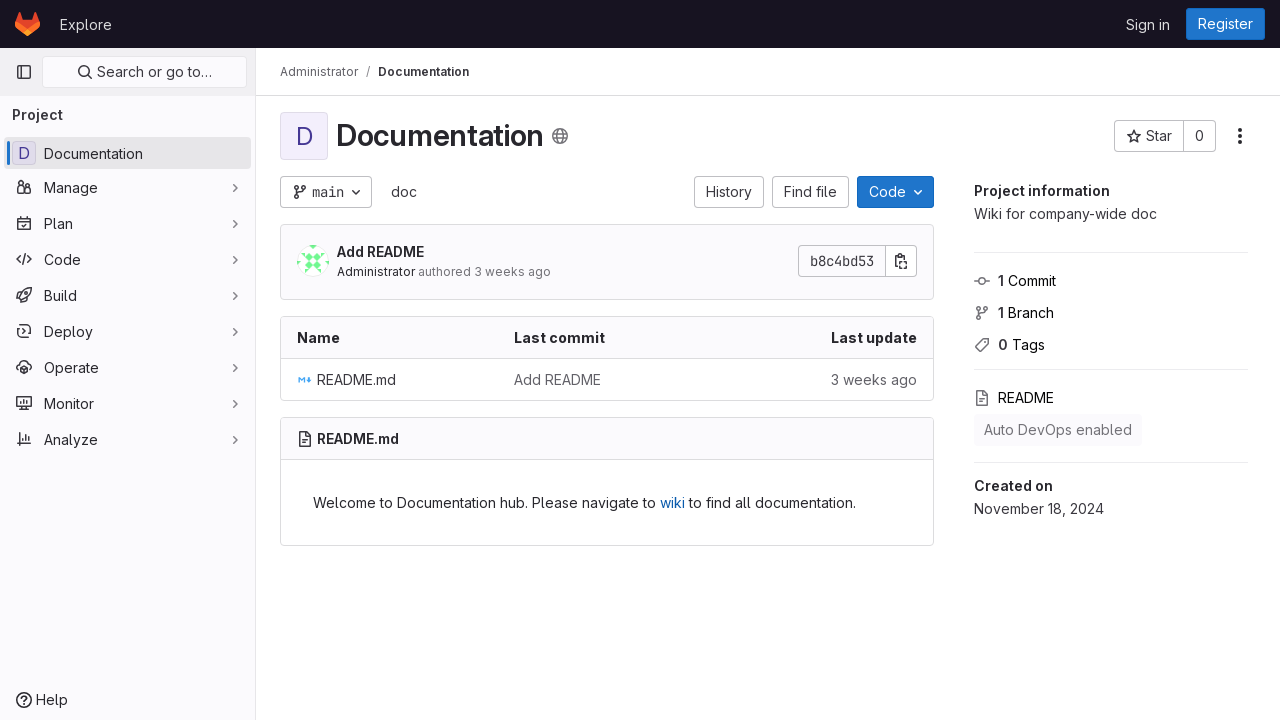 Explore
Sign in
Register
Search or go to…
Administrator / Documentation
Project
D Documentation
Manage
Plan
Code
Build
Deploy
Operate
Monitor
Analyze
Help
D Documentation
Star 0
main
doc
History
Find file
Code
Add README
Administrator authored 3 weeks ago
b8c4bd53
Name Last commit Last update
README.md Add README 3 weeks ago
README.md
Welcome to Documentation hub. Please navigate to wiki to find all documentation.
Project information
Wiki for company-wide doc
1 Commit
1 Branch
0 Tags
README
Auto DevOps enabled
Created on
November 18, 2024